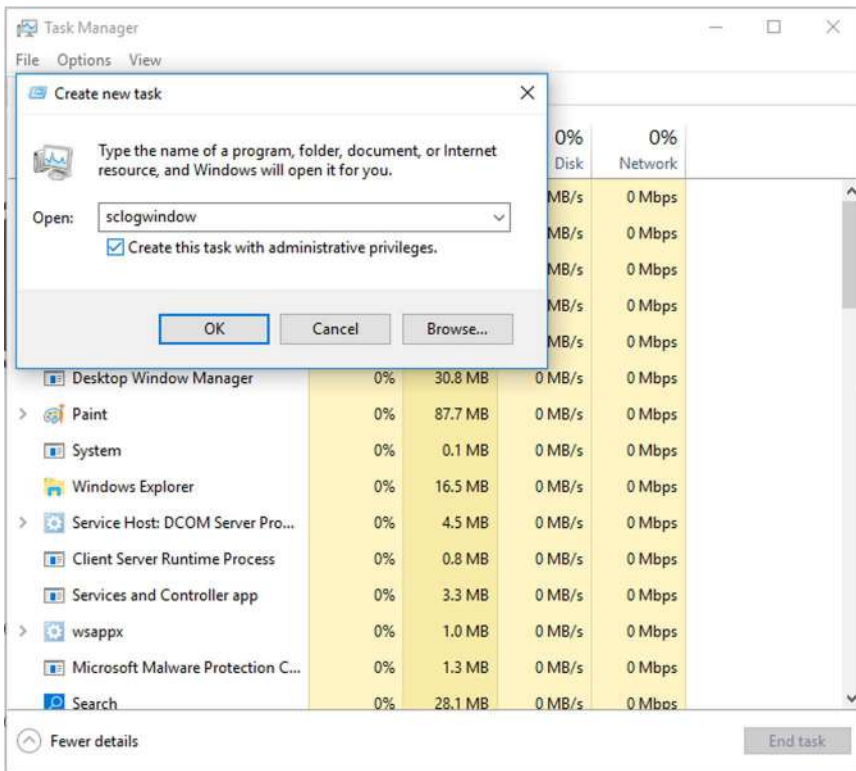 Task Manager
File Options View
Create new task
Type the name of a program, folder, document, or Internet
resource, and Windows will open it for you.
Open: sclogwindow
Create this task with administrative privileges.
OK Cancel Browse...
0% 0%
Disk Network
MB/s 0 Mbps
MB/s 0 Mbps
MB/s 0 Mbps
MB/s 0 Mbps
MB/s 0 Mbps
Desktop Window Manager 0% 30.8 MB 0 MB/s 0 Mbps
Paint 0% 87.7 MB 0 MB/s 0 Mbps
System 0% 0.1 MB 0 MB/s 0 Mbps
Windows Explorer 0% 16.5 MB 0 MB/s 0 Mbps
Service Host: DCOM Server Pro... 0% 4.5 MB 0 MB/s 0 Mbps
Client Server Runtime Process 0% 0.8 MB 0 MB/s 0 Mbps
Services and Controller app 0% 3.3 MB 0 MB/s 0 Mbps
wsappx 0% 1.0 MB 0 MB/s 0 Mbps
Microsoft Malware Protection C... 0% 1.3 MB 0 MB/s 0 Mbps
Search 0% 28.1 MB 0 MB/s 0 Mbps
Fewer details End task